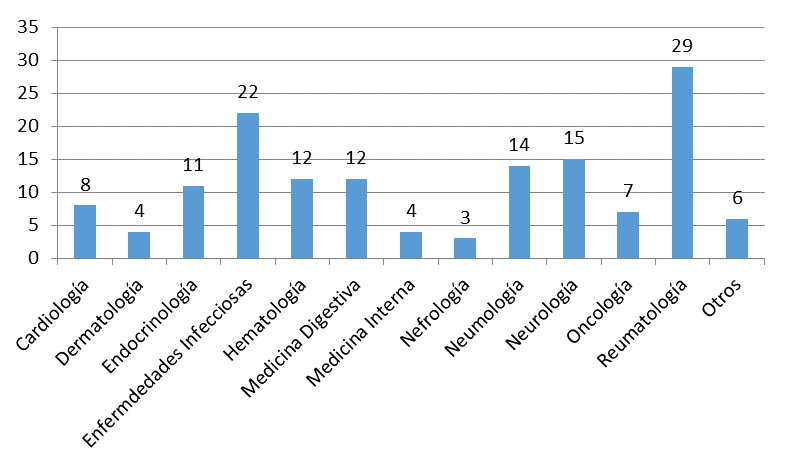 35
30
25
20
15
10
5
0
8
4
11
22
12
12
4
3
14
15
7
29
6
Cardiología
Dermatología
Endocrinología
Enfermdedades Infecciosas
Hematología
Medicina Digestiva
Medicina Interna
Nefrología
Neumología
Neurología
Oncología
Reumatología
Otros